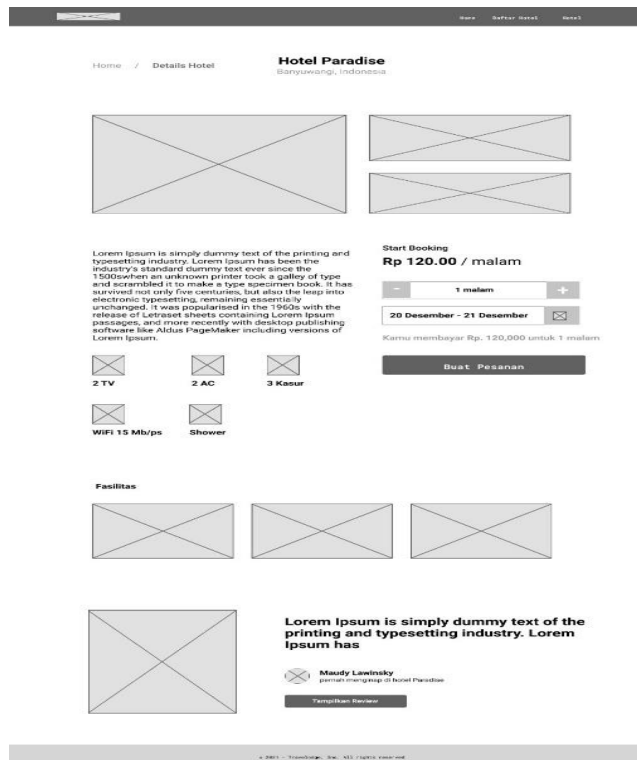 Home Daftar Hotel Hotel
Home / Details Hotel
Hotel Paradise
Banyuwangi, Indonesia
Lorem Ipsum is simply dummy text of the printing and
typesetting industry. Lorem Ipsum has been the
industry's standard dummy text ever since the
1500swhen an unknown printer took a galley of type
and scrambled it to make a type specimen book. It has
survived not only five centuries, but also the leap into
electronic typesetting, remaining essentially
unchanged. It was popularised in the 1960s with the
release of Letraset sheets containing Lorem Ipsum
passages, and more recently with desktop publishing
software like Aldus PageMaker including versions of
Lorem Ipsum.
Start Booking
Rp 120.00 / malam
- 1 malam +
20 Desember - 21 Desember
Kamu membayar Rp. 120,000 untuk 1 malam
Buat Pesanan
2 TV 2 AC 3 Kasur
WiFi 15 Mb/ps Shower
Fasilitas
Lorem Ipsum is simply dummy text of the
printing and typesetting industry. Lorem
Ipsum has
Maudy Lawinsky
pernah menginap di hotel Paradise
Tampilkan Review
All rights reserved